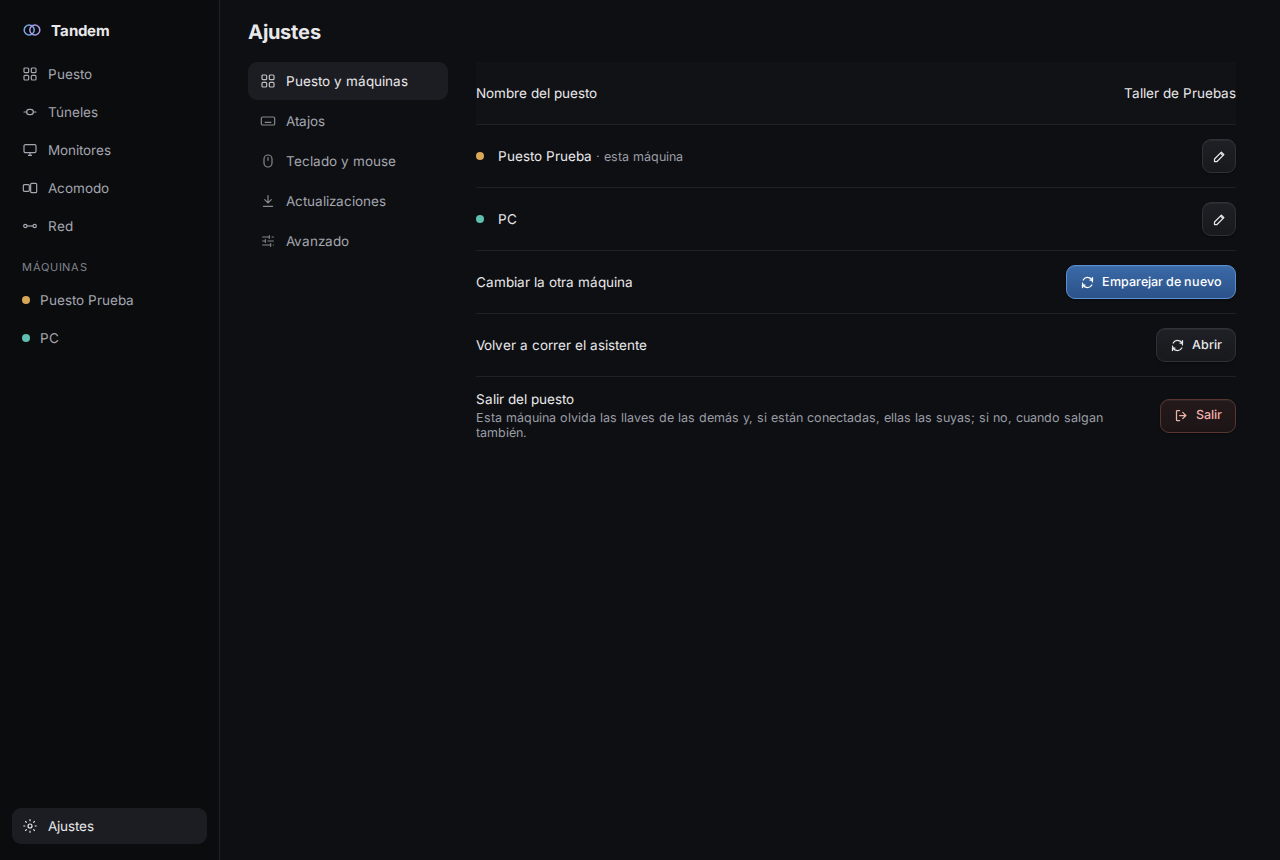 Tandem
Puesto
Túneles
Monitores
Acomodo
Red
MÁQUINAS
Puesto Prueba
PC
Ajustes
Ajustes
Puesto y máquinas
Atajos
Teclado y mouse
Actualizaciones
Avanzado
Nombre del puesto
Taller de Pruebas
Puesto Prueba · esta máquina
PC
Cambiar la otra máquina
Emparejar de nuevo
Volver a correr el asistente
Abrir
Salir del puesto
Esta máquina olvida las llaves de las demás y, si están conectadas, ellas las suyas; si no, cuando salgan
también.
Salir